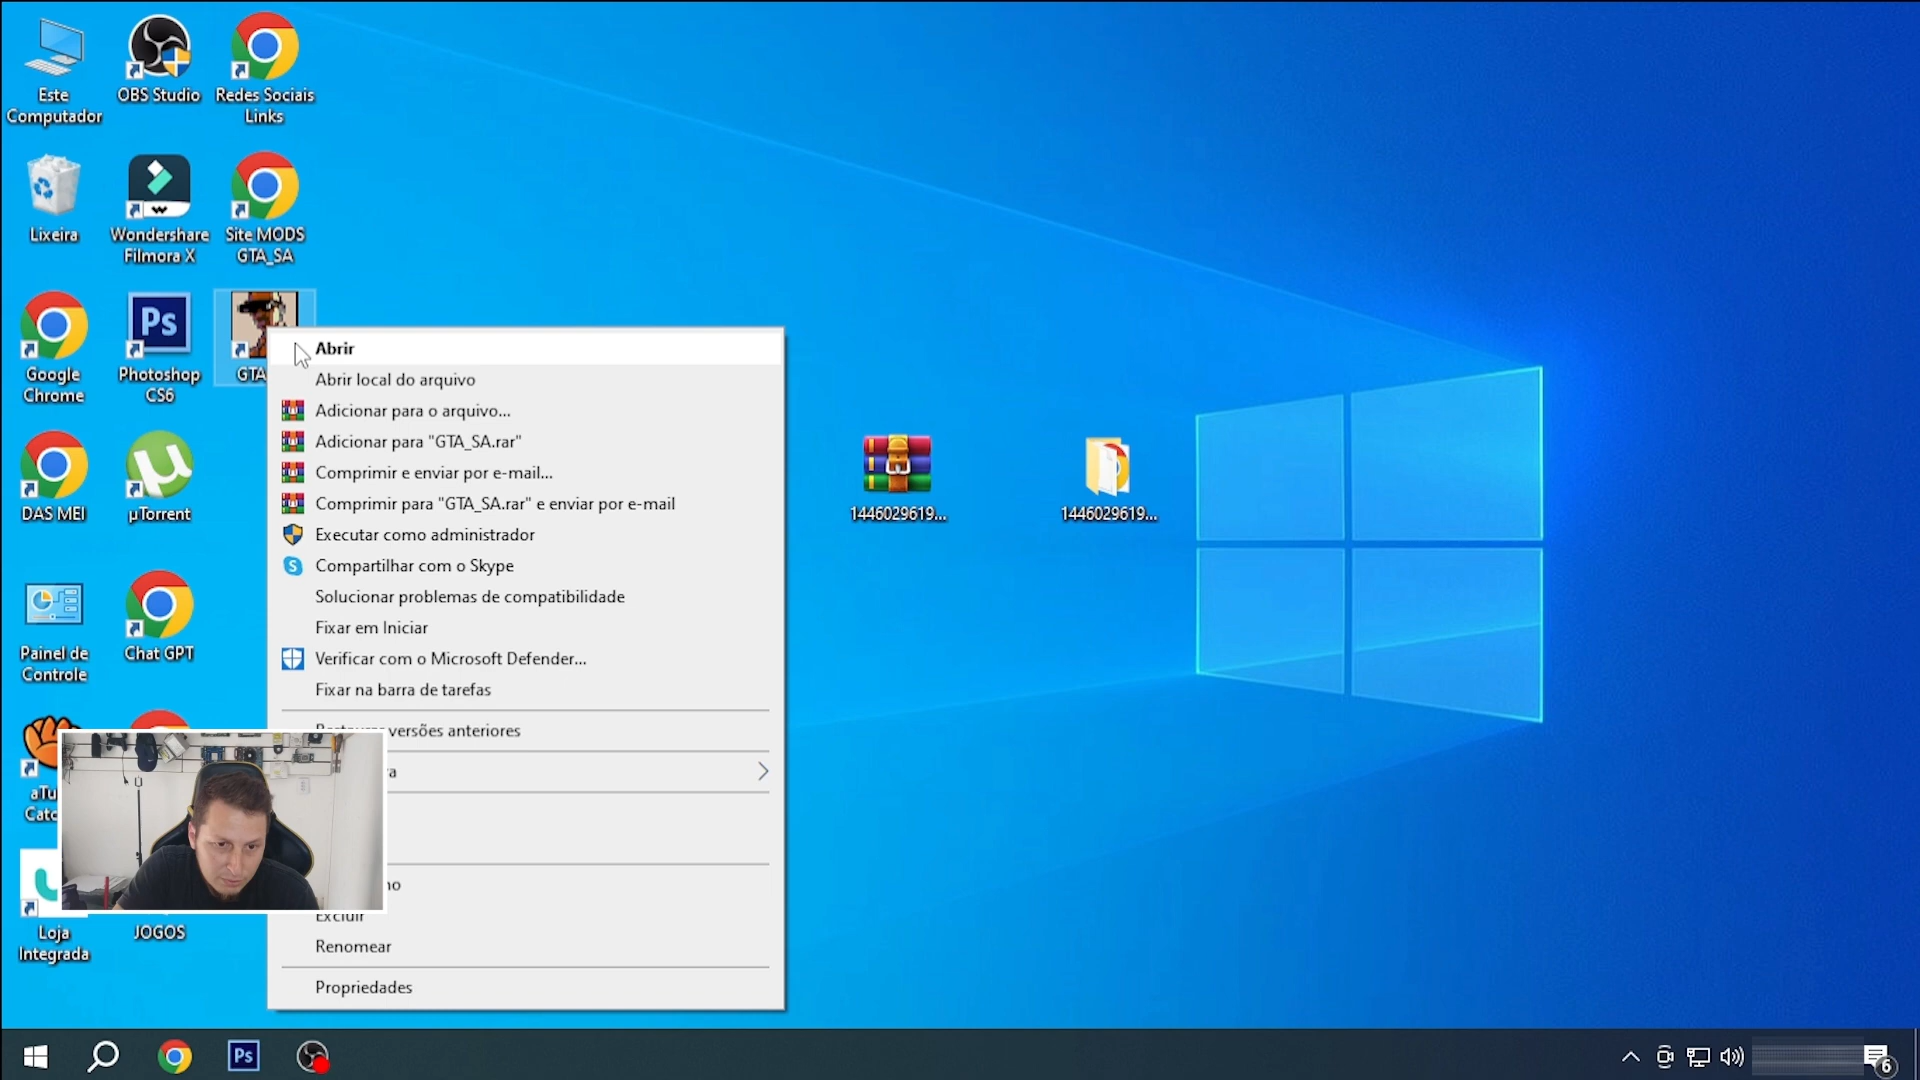 Este
Computador
OBS Studio
Redes Sociais
Links
Lixeira
Wondershare
Filmora X
Site MODS
GTA_SA
Google
Chrome
Ps
Photoshop
CS6
GTA
DAS MEI
µTorrent
Painel de
Controle
Chat GPT
Loja
Integrada
JOGOS
Abrir
Abrir local do arquivo
Adicionar para o arquivo...
Adicionar para "GTA_SA.rar"
Comprimir e enviar por e-mail...
Comprimir para "GTA_SA.rar" e enviar por e-mail
Executar como administrador
Compartilhar com o Skype
Solucionar problemas de compatibilidade
Fixar em Iniciar
Verificar com o Microsoft Defender...
Fixar na barra de tarefas
versões anteriores
Excluir
Renomear
Propriedades
1446029619...
1446029619...
Ps
6